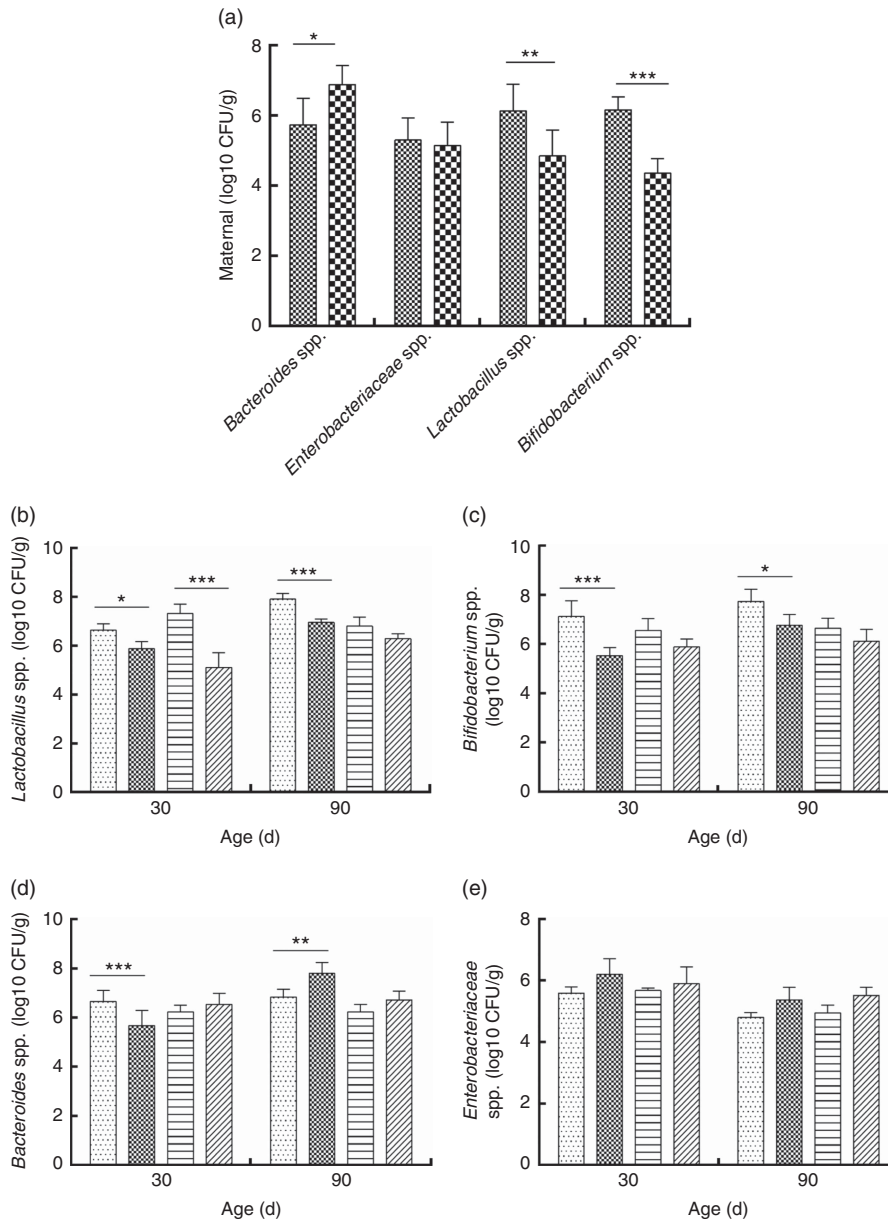 (a)
8
6
4
2
0
Maternal (log10 CFU/g)
*
**
***
Bacteroides spp.
Enterobacteriaceae spp.
Lactobacillus spp.
Bifidobacterium spp.
(b)
10
8
6
4
2
0
Lactobacillus spp. (log10 CFU/g)
*
***
***
30
90
Age (d)
(c)
10
8
6
4
2
0
Bifidobacterium spp.
(log10 CFU/g)
***
*
30
90
Age (d)
(d)
10
8
6
4
2
0
Bacteroides spp. (log10 CFU/g)
***
**
30
90
Age (d)
(e)
8
6
4
2
0
Enterobacteriaceae
spp. (log10 CFU/g)
30
90
Age (d)